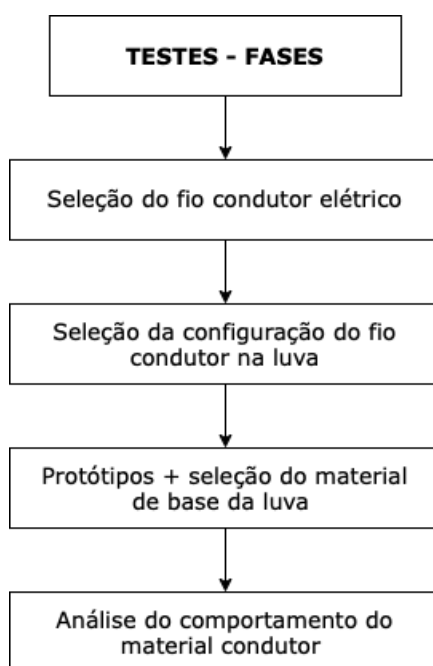 TESTES - FASES
Seleção do fio condutor elétrico
Seleção da configuração do fio
condutor na luva
Protótipos + seleção do material
de base da luva
Análise do comportamento do
material condutor